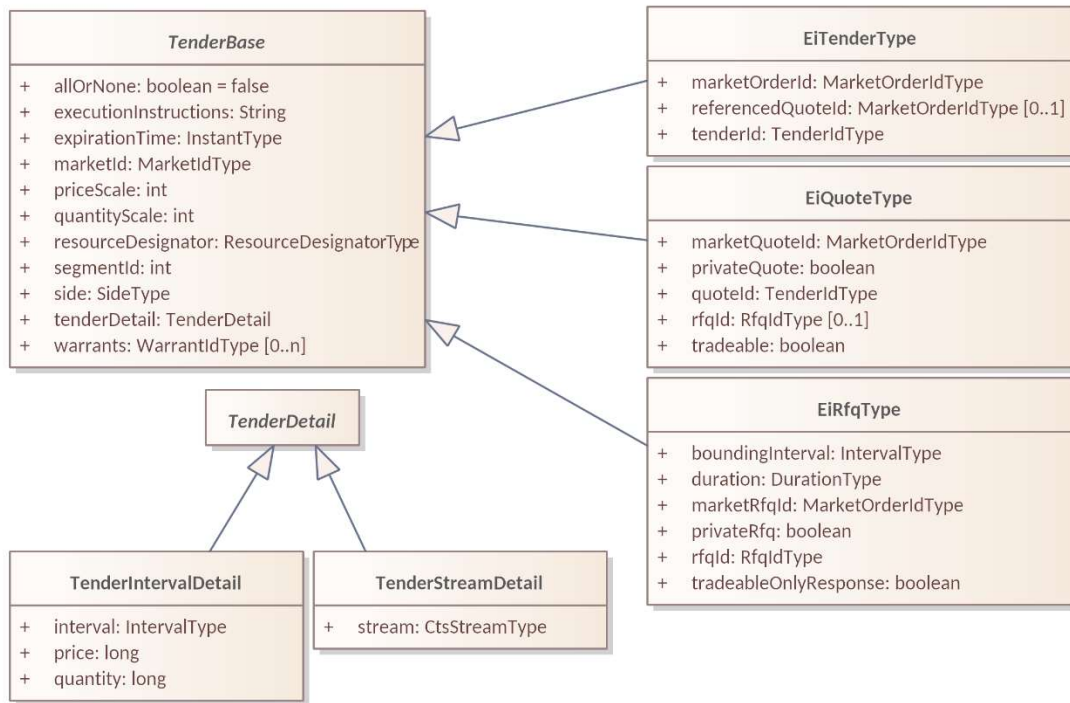 TenderBase
+ allOrNone: boolean = false
+ executionInstructions: String
+ expirationTime: InstantType
+ marketId: MarketIdType
+ priceScale: int
+ quantityScale: int
+ resourceDesignator: ResourceDesignatorType
+ segmentId: int
+ side: SideType
+ tenderDetail: TenderDetail
+ warrants: WarrantIdType [0..n]
EiTenderType
+ marketOrderId: MarketOrderIdType
+ referencedQuoteId: MarketOrderIdType [0..1]
+ tenderId: TenderIdType
EiQuoteType
+ marketQuoteId: MarketOrderIdType
+ privateQuote: boolean
+ quoteId: TenderIdType
+ rfqId: RfqIdType [0..1]
+ tradeable: boolean
EiRfqType
+ boundingInterval: IntervalType
+ duration: DurationType
+ marketRfqId: MarketOrderIdType
+ privateRfq: boolean
+ rfqId: RfqIdType
+ tradeableOnlyResponse: boolean
TenderDetail
TenderIntervalDetail
+ interval: IntervalType
+ price: long
+ quantity: long
TenderStreamDetail
+ stream: CtsStreamType